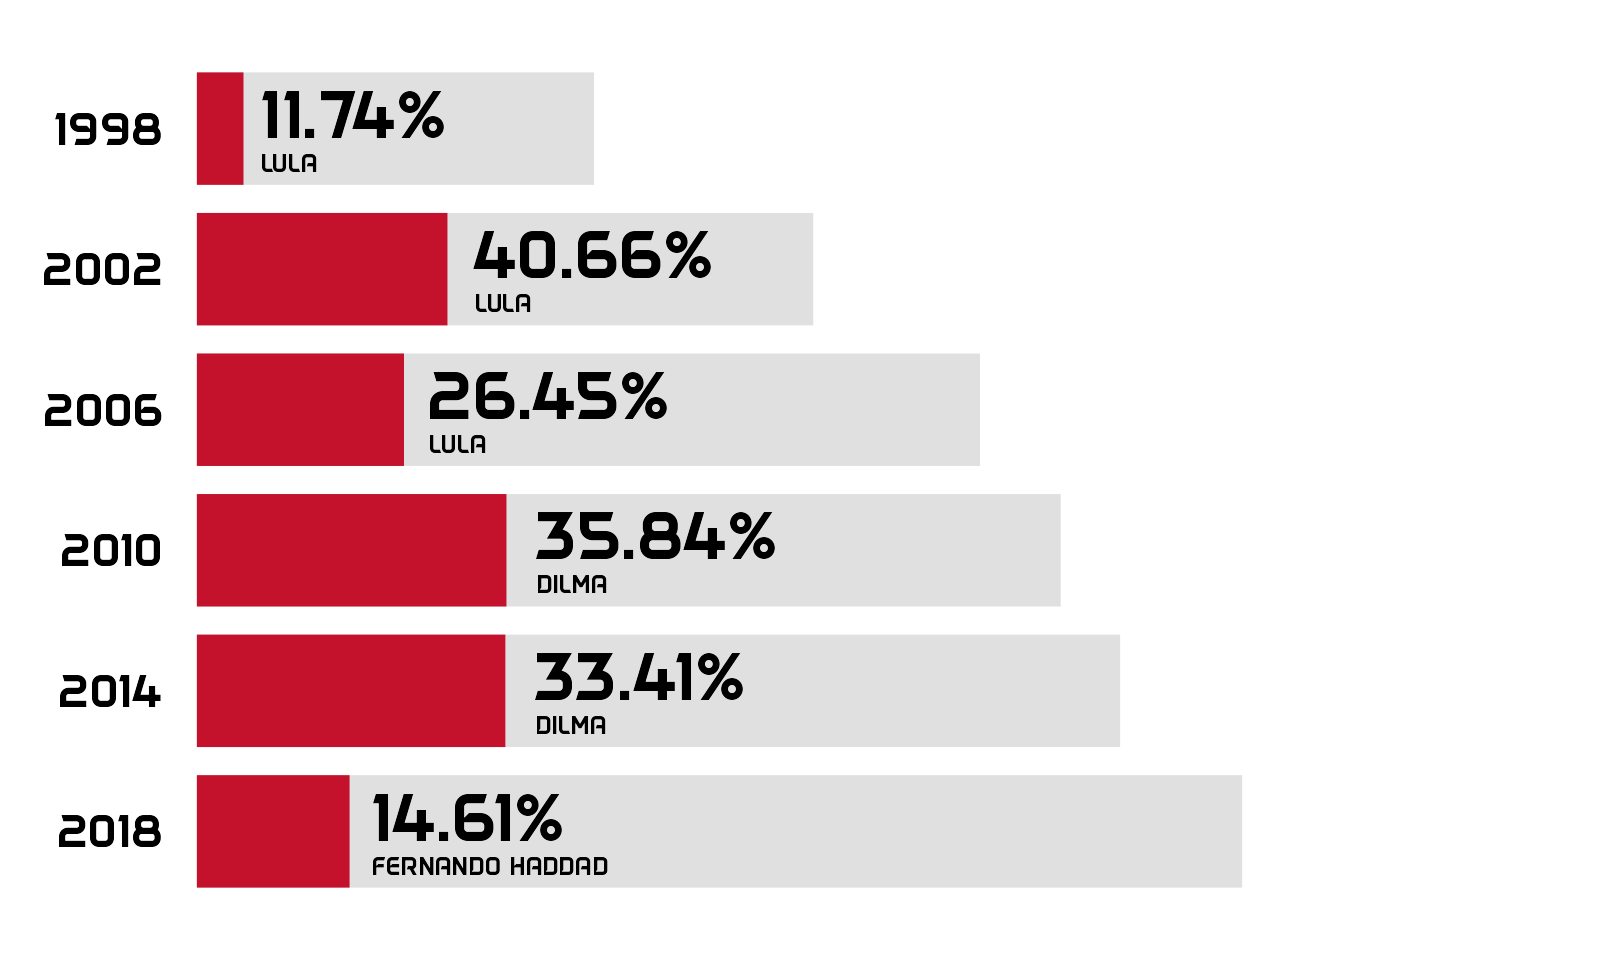 1998
11.74%
LULA
2002
40.66%
LULA
2006
26.45%
LULA
2010
35.84%
DILMA
2014
33.41%
DILMA
2018
14.61%
FERNANDO HADDAD